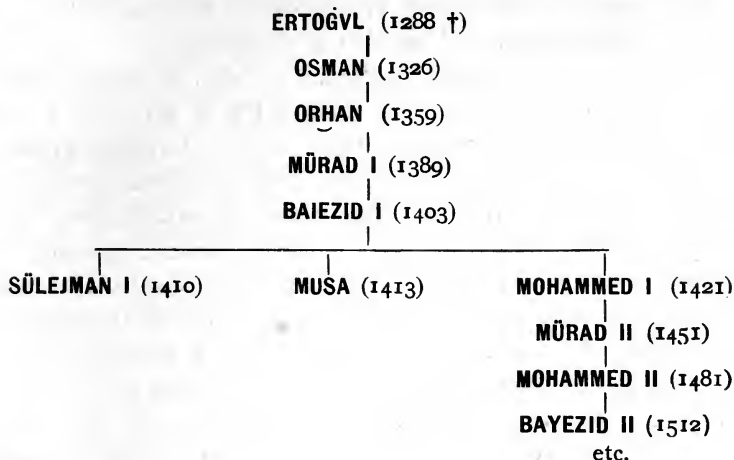 ERTOĠVL (1288 †)
OSMAN (1326)
ORḪAN (1359)
MÜRAD I (1389)
BAIEZID I (1403)
SÜLEJMAN I (1410) MUSA (1413) MOHAMMED I (1421)
MÜRAD II (1451)
MOHAMMED II (1481)
BAYEZID II (1512)
etc.